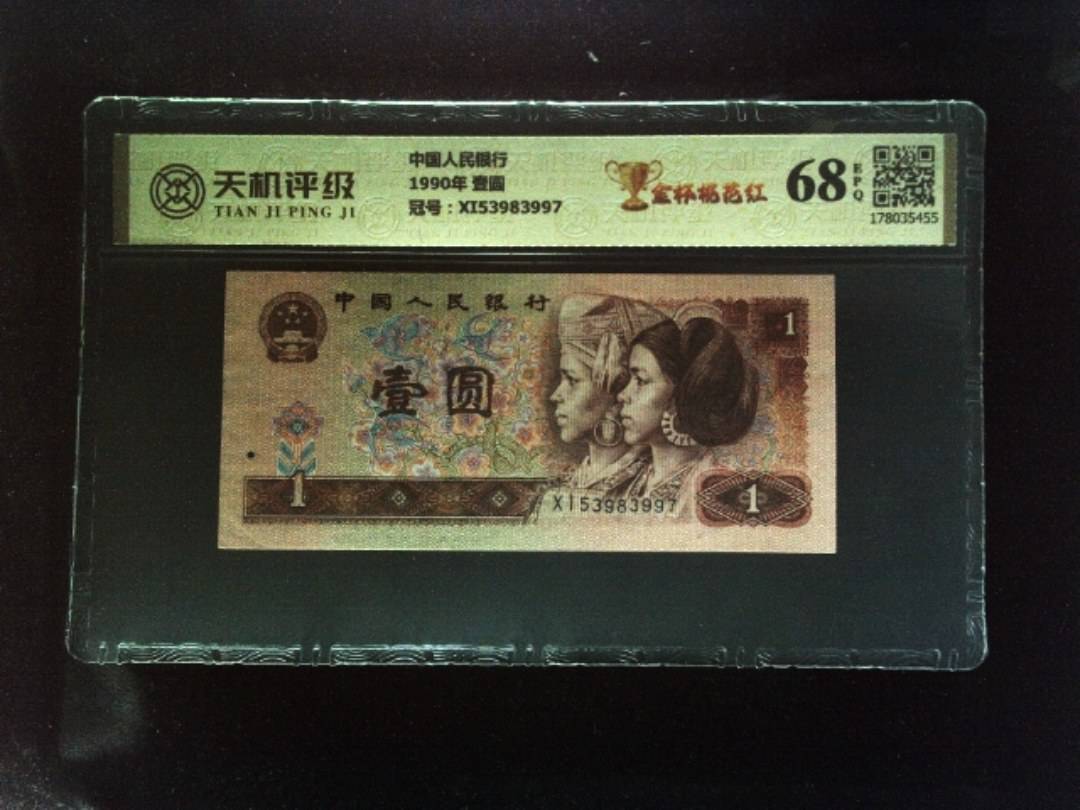 天机评级
TIAN JI PING JI
中国人民银行
1990年 壹圆
冠号：XI53983997
金杯桃花红
68
EPQ
178035455
中国人民银行
1
壹圆
1
XI53983997
1